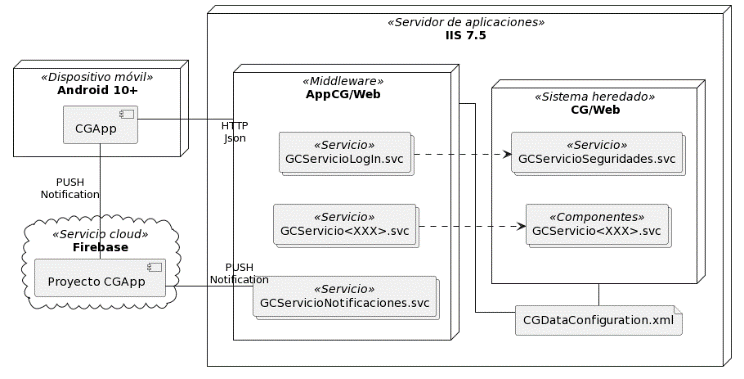 «Servidor de aplicaciones»
IIS 7.5
«Dispositivo móvil»
Android 10+
CGApp
HTTP
Json
PUSH
Notification
«Servicio cloud»
Firebase
Proyecto CGApp
PUSH
Notification
«Middleware»
AppCG/Web
«Servicio»
GCServicioLogIn.svc
«Servicio»
GCServicio<XXX>.svc
«Servicio»
GCServicioNotificaciones.svc
«Sistema heredado»
CG/Web
«Servicio»
GCServicioSeguridades.svc
«Componentes»
GCServicio<XXX>.svc
CGDataConfiguration.xml